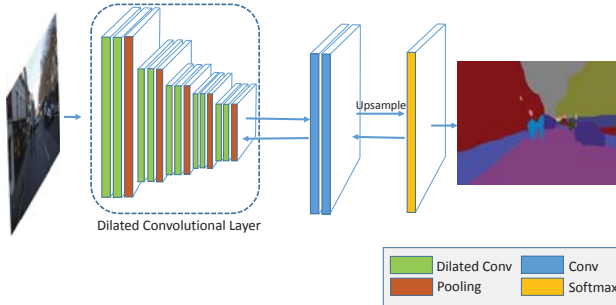 Upsample
Dilated Convolutional Layer
Dilated Conv
Conv
Pooling
Softmax